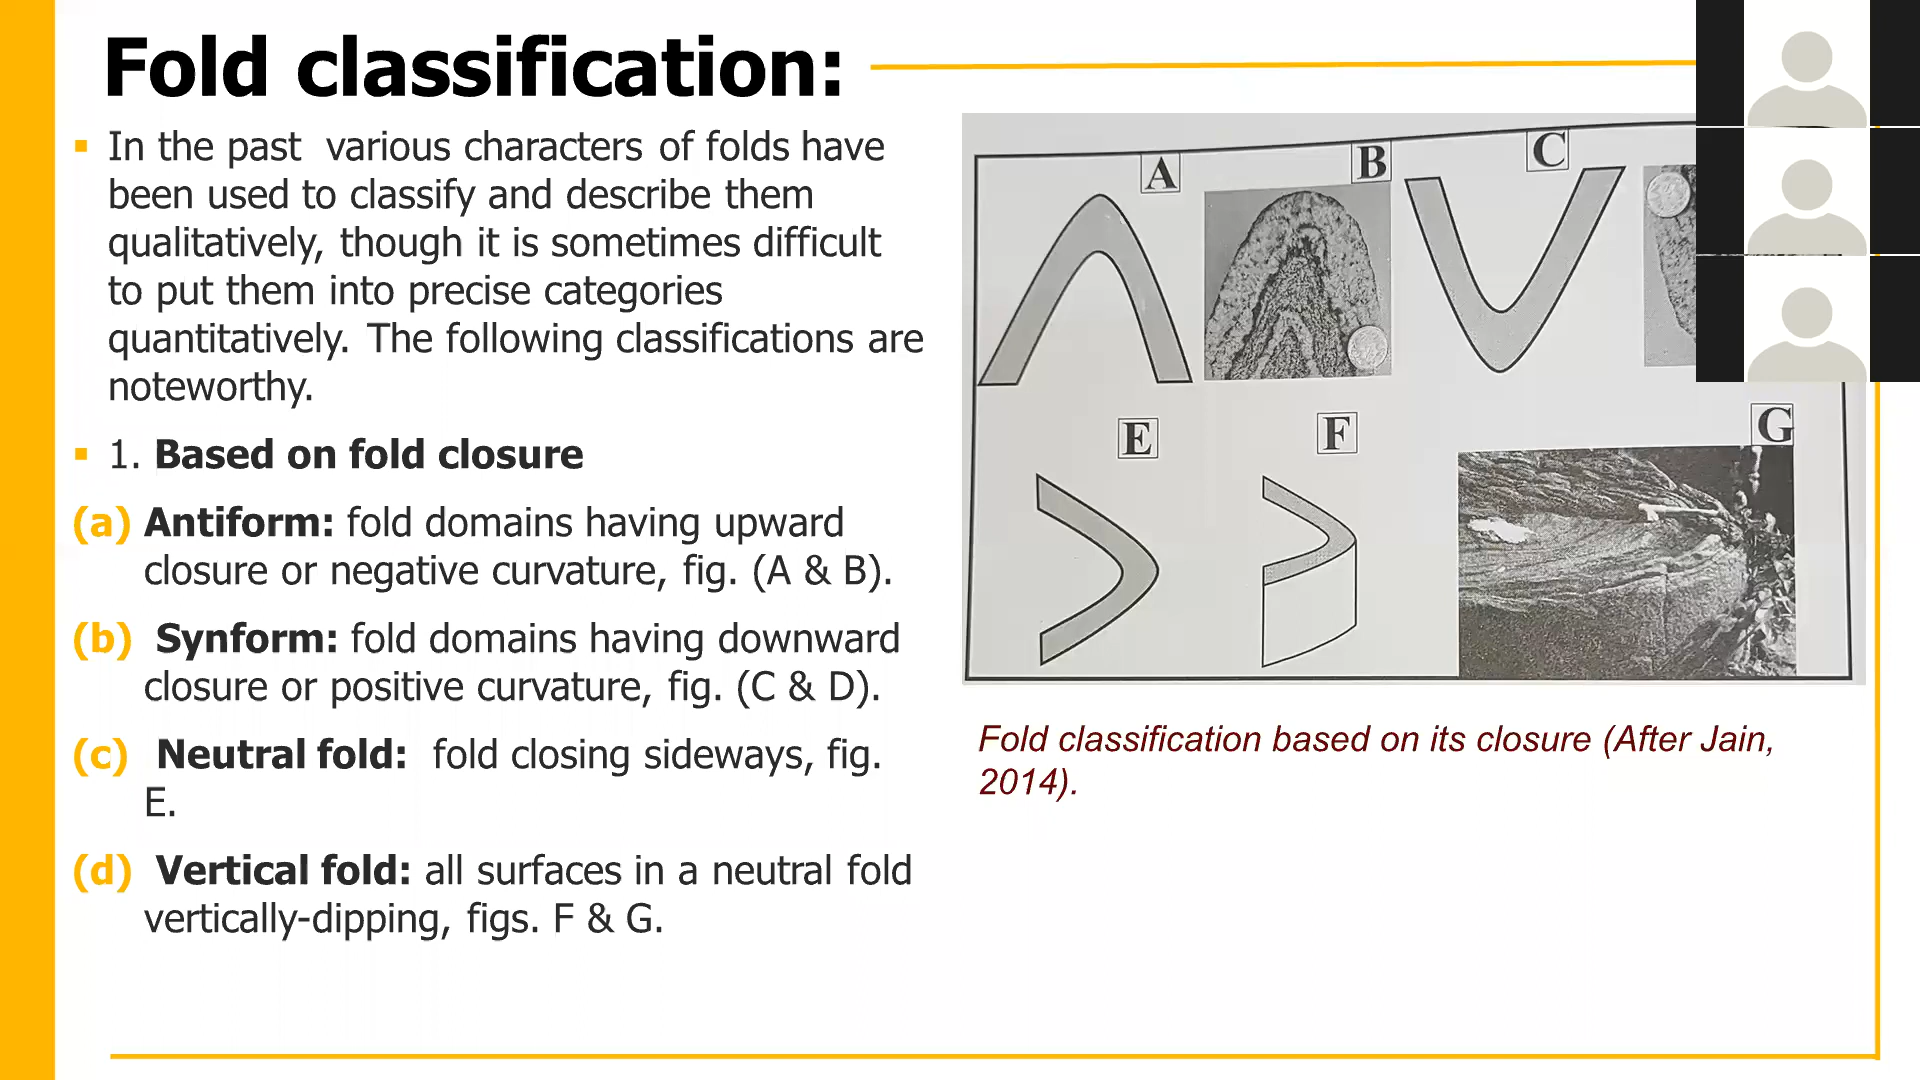 Fold classification:
In the past various characters of folds have
been used to classify and describe them
qualitatively, though it is sometimes difficult
to put them into precise categories
quantitatively. The following classifications are
noteworthy.
1. Based on fold closure
(a) Antiform: fold domains having upward
closure or negative curvature, fig. (A & B).
(b) Synform: fold domains having downward
closure or positive curvature, fig. (C & D).
(c) Neutral fold: fold closing sideways, fig.
E.
(d) Vertical fold: all surfaces in a neutral fold
vertically-dipping, figs. F & G.
A
B
C
E
F
G
Fold classification based on its closure (After Jain,
2014).